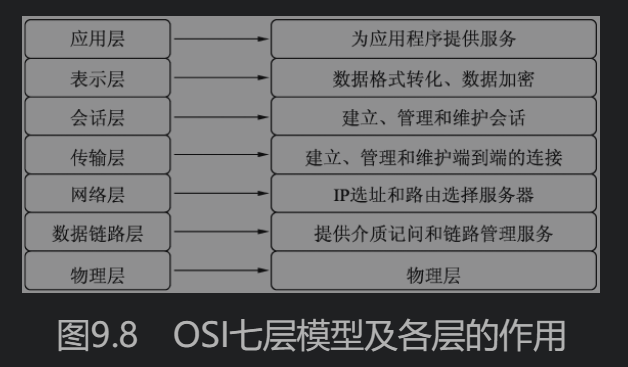 应用层 为应用程序提供服务
表示层 数据格式转化、数据加密
会话层 建立、管理和维护会话
传输层 建立、管理和维护端到端的连接
网络层 IP选址和路由选择服务器
数据链路层 提供介质记问和链路管理服务
物理层 物理层
图9.8 OSI七层模型及各层的作用